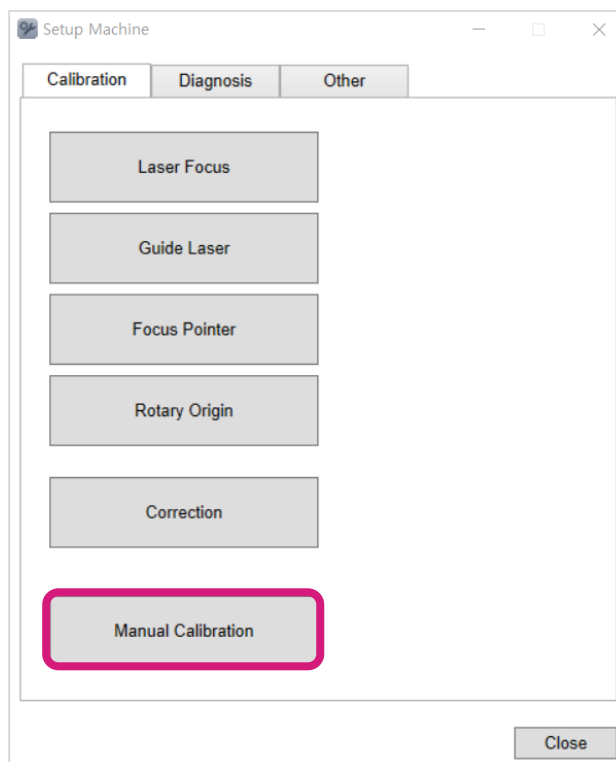 Setup Machine
Calibration Diagnosis Other
Laser Focus
Guide Laser
Focus Pointer
Rotary Origin
Correction
Manual Calibration
Close